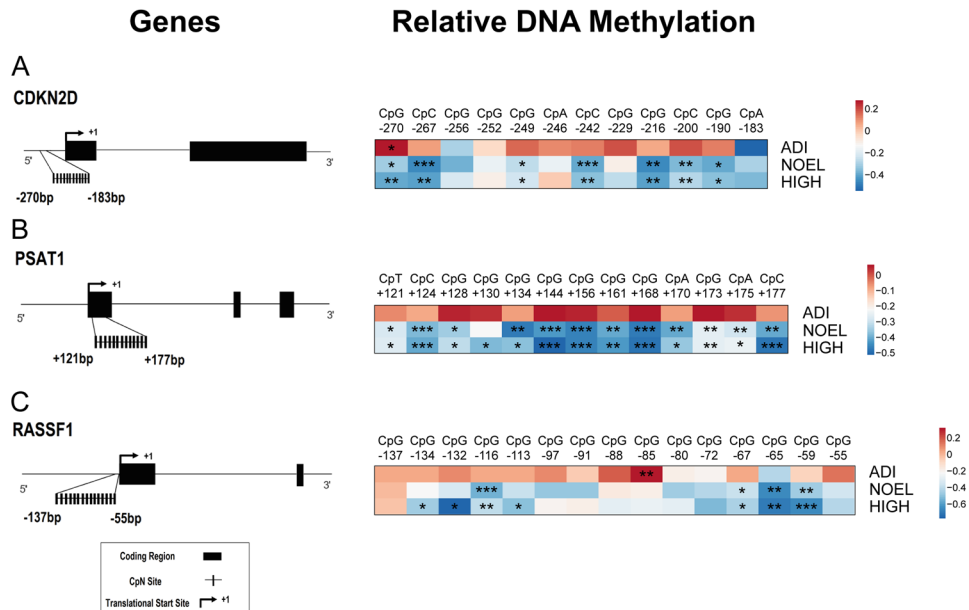 Genes
Relative DNA Methylation
A
CDKN2D
+1
5'
3'
-270bp
-183bp
CpG CpC CpG CpG CpG CpA CpC CpG CpG CpC CpG CpA
-270 -267 -256 -252 -249 -246 -242 -229 -216 -200 -190 -183
ADI
* *** * *** ** ** * NOEL
** ** * ** ** ** * HIGH
0.2
0
-0.2
-0.4
B
PSAT1
+1
5'
3'
+121bp
+177bp
CpT CpC CpG CpG CpG CpG CpG CpG CpG CpA CpG CpA CpC
+121 +124 +128 +130 +134 +144 +156 +161 +168 +170 +173 +175 +177
ADI
* *** * ** *** *** ** *** ** ** ** ** NOEL
* *** * * * *** *** ** *** * ** * *** HIGH
0
-0.1
-0.2
-0.3
-0.4
-0.5
C
RASSF1
+1
5'
3'
-137bp
-55bp
CpG CpG CpG CpG CpG CpG CpG CpG CpG CpG CpG CpG CpG CpG CpG
-137 -134 -132 -116 -113 -97 -91 -88 -85 -80 -72 -67 -65 -59 -55
** ADI
*** * ** ** NOEL
* * ** * * ** *** HIGH
0.2
0
-0.2
-0.4
-0.6
Coding Region
CpN Site
Translational Start Site +1